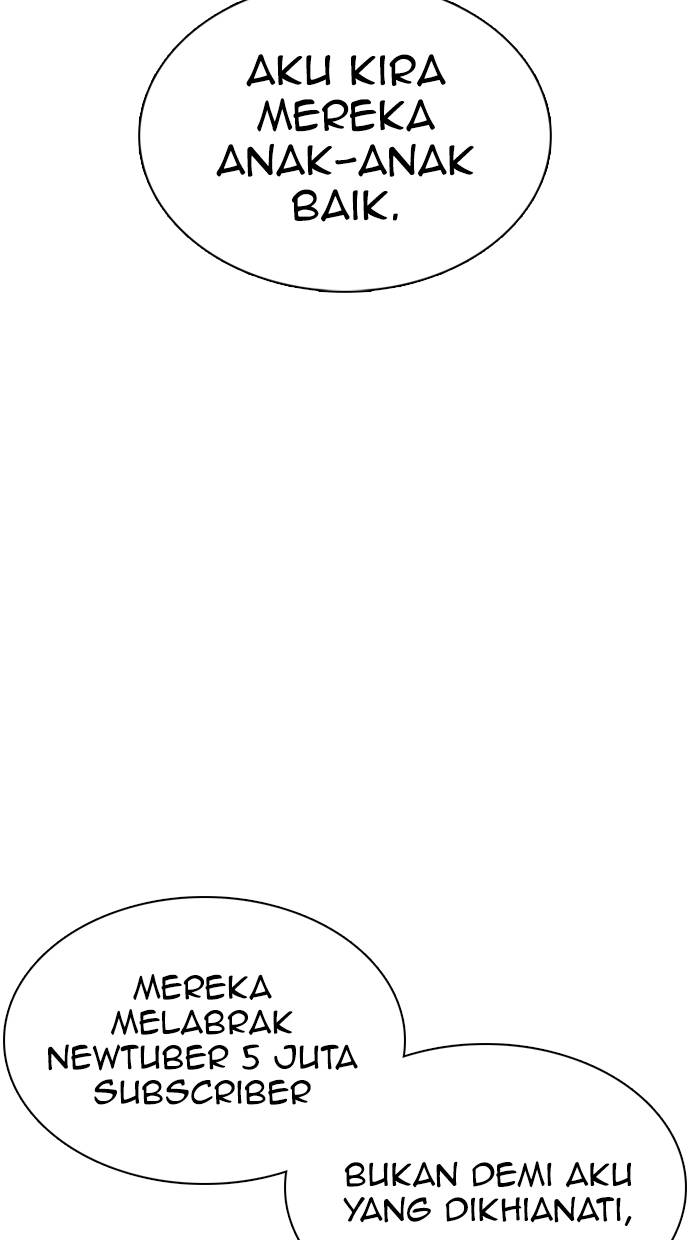 AKU KIRA
MEREKA
ANAK-ANAK
BAIK.
MEREKA
MELABRAK
NEWTUBER 5 JUTA
SUBSCRIBER
BUKAN DEMI AKU
YANG DIKHIANATI,